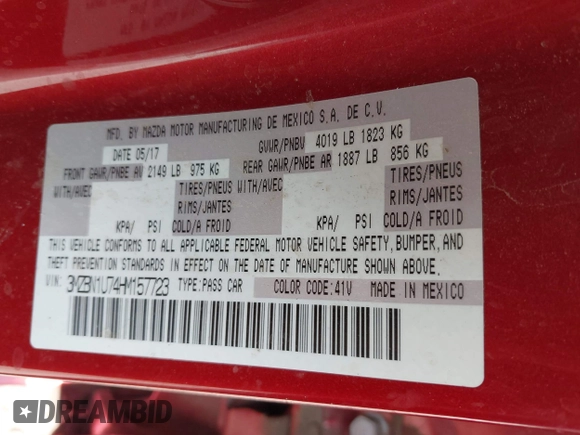 MFD. BY MAZDA MOTOR MANUFACTURING DE MEXICO S.A. DE C.V.
DATE 05/17 GVWR/PNBV 4019 LB 1823 KG
FRONT GAWR/PNBE AV 2149 LB 975 KG REAR GAWR/PNBE AR 1887 LB 856 KG
WITH/AVEC TIRES/PNEUS WITH/AVEC TIRES/PNEUS
RIMS/JANTES RIMS/JANTES
KPA/ PSI COLD/A FROID KPA/ PSI COLD/A FROID
THIS VEHICLE CONFORMS TO ALL APPLICABLE FEDERAL MOTOR VEHICLE SAFETY, BUMPER, AND
THEFT PREVENTION STANDARDS IN EFFECT ON THE DATE OF MANUFACTURE SHOWN ABOVE.
VIN: 3MZBN1U74HM157723 TYPE:PASS CAR COLOR CODE:41V MADE IN MEXICO
DREAMBID